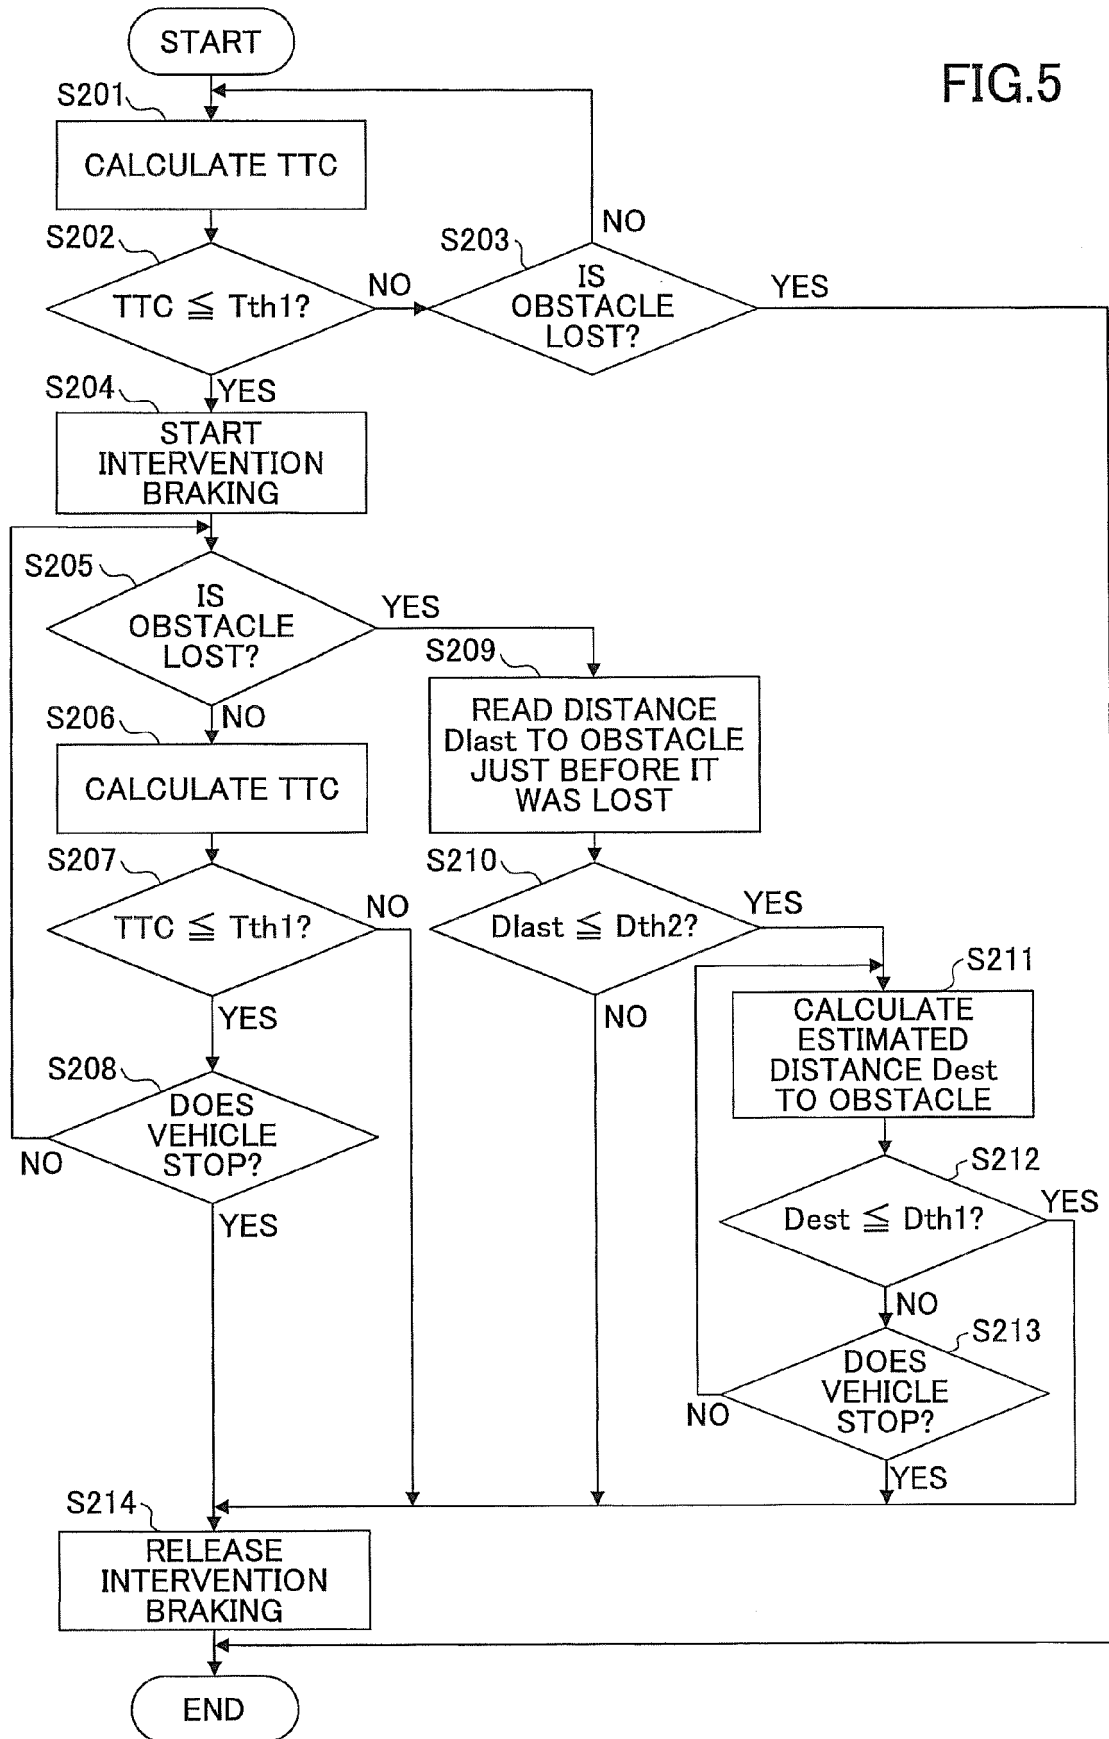 START
FIG.5
S201
CALCULATE TTC
S202
TTC ≦ Tth1?
NO
YES
S203
IS
OBSTACLE
LOST?
NO
YES
S204
START
INTERVENTION
BRAKING
S205
IS
OBSTACLE
LOST?
YES
NO
S206
CALCULATE TTC
S207
TTC ≦ Tth1?
NO
YES
S208
DOES
VEHICLE
STOP?
NO
YES
S209
READ DISTANCE
Dlast TO OBSTACLE
JUST BEFORE IT
WAS LOST
S210
Dlast ≦ Dth2?
YES
NO
S211
CALCULATE
ESTIMATED
DISTANCE Dest
TO OBSTACLE
S212
Dest ≦ Dth1?
YES
NO
S213
DOES
VEHICLE
STOP?
NO
YES
S214
RELEASE
INTERVENTION
BRAKING
END